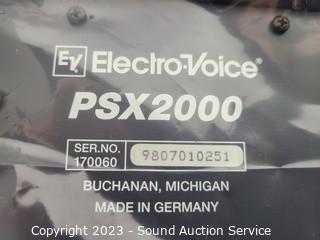 EV Electro-Voice®
PSX2000
SER.NO. 170060
9807010251
BUCHANAN, MICHIGAN
MADE IN GERMANY
Copyright 2023 - Sound Auction Service